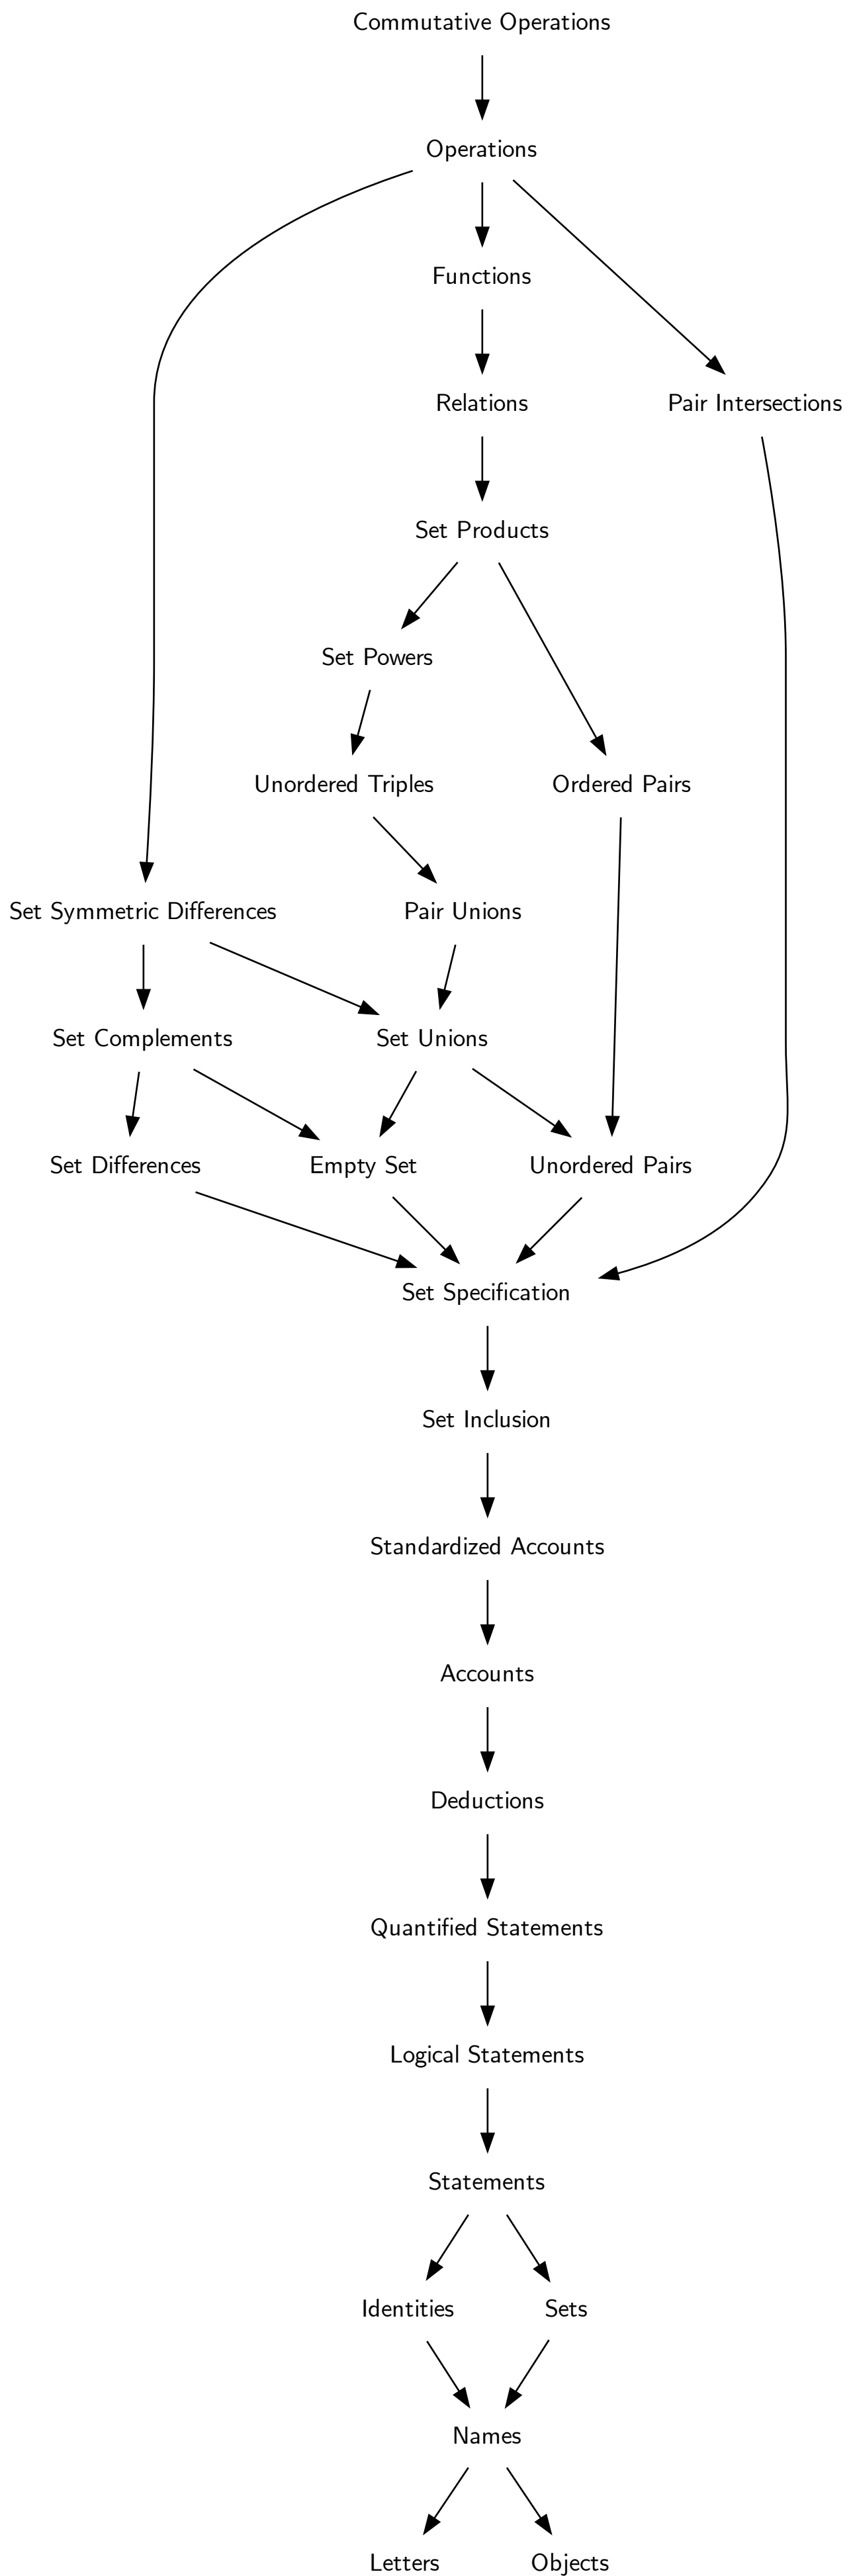 Commutative Operations
Operations
Functions
Relations
Pair Intersections
Set Products
Set Powers
Unordered Triples
Ordered Pairs
Set Symmetric Differences
Pair Unions
Set Complements
Set Unions
Set Differences
Empty Set
Unordered Pairs
Set Specification
Set Inclusion
Standardized Accounts
Accounts
Deductions
Quantified Statements
Logical Statements
Statements
Identities
Sets
Names
Letters
Objects